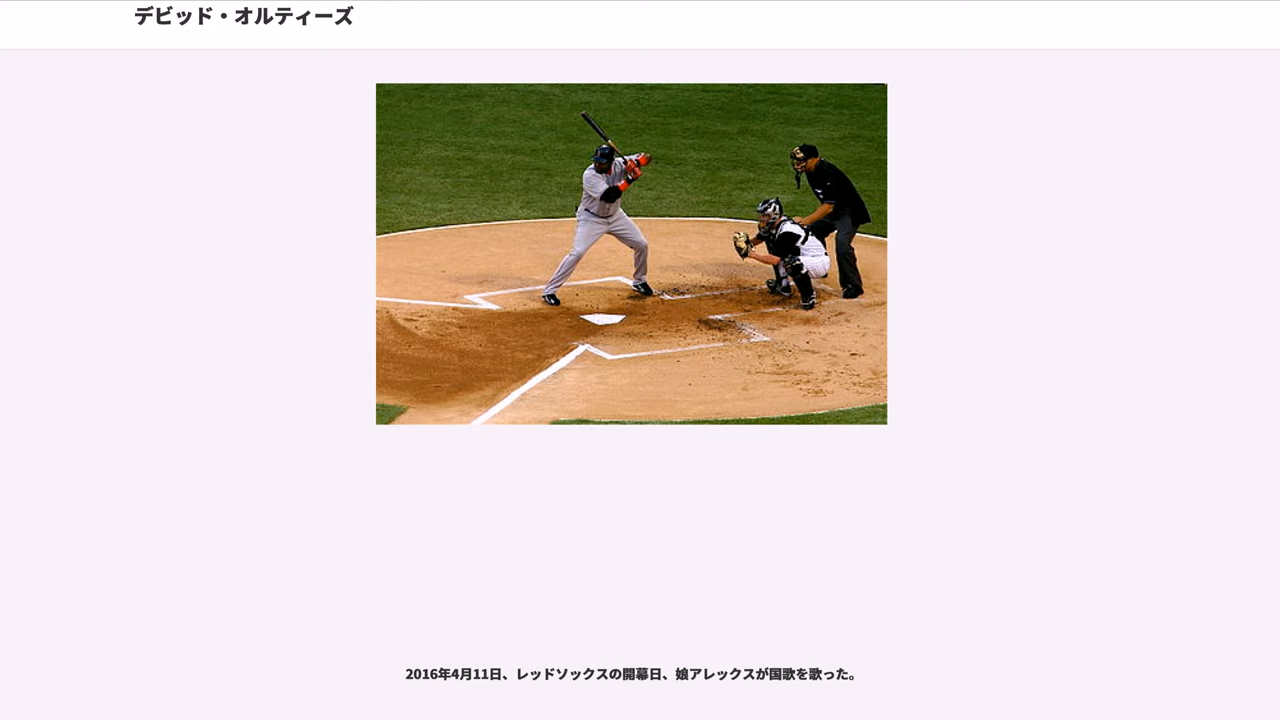 デビッド・オルティーズ
2016年4月11日、レッドソックスの開幕日、娘アレックスが国歌を歌った。